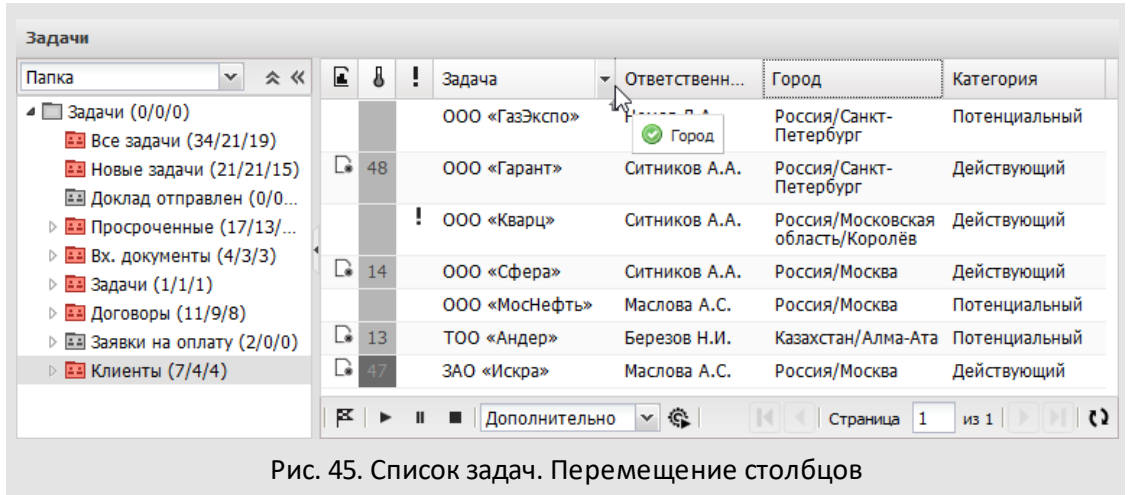 Задачи
Папка
Задача
Ответственн...
Город
Категория
Задачи (0/0/0)
Все задачи (34/21/19)
Новые задачи (21/21/15)
Доклад отправлен (0/0...
Просроченные (17/13/...
Вх. документы (4/3/3)
Задачи (1/1/1)
Договоры (11/9/8)
Заявки на оплату (2/0/0)
Клиенты (7/4/4)
ООО «ГазЭкспо»
Россия/Санкт-
Петербург
Потенциальный
Город
48
ООО «Гарант»
Ситников А.А.
Россия/Санкт-
Петербург
Действующий
!
ООО «Кварц»
Ситников А.А.
Россия/Московская
область/Королёв
Действующий
14
ООО «Сфера»
Ситников А.А.
Россия/Москва
Действующий
ООО «МосНефть»
Маслова А.С.
Россия/Москва
Потенциальный
13
ТОО «Андер»
Березов Н.И.
Казахстан/Алма-Ата
Потенциальный
47
ЗАО «Искра»
Маслова А.С.
Россия/Москва
Действующий
Дополнительно
Страница
1
из 1
Рис. 45. Список задач. Перемещение столбцов